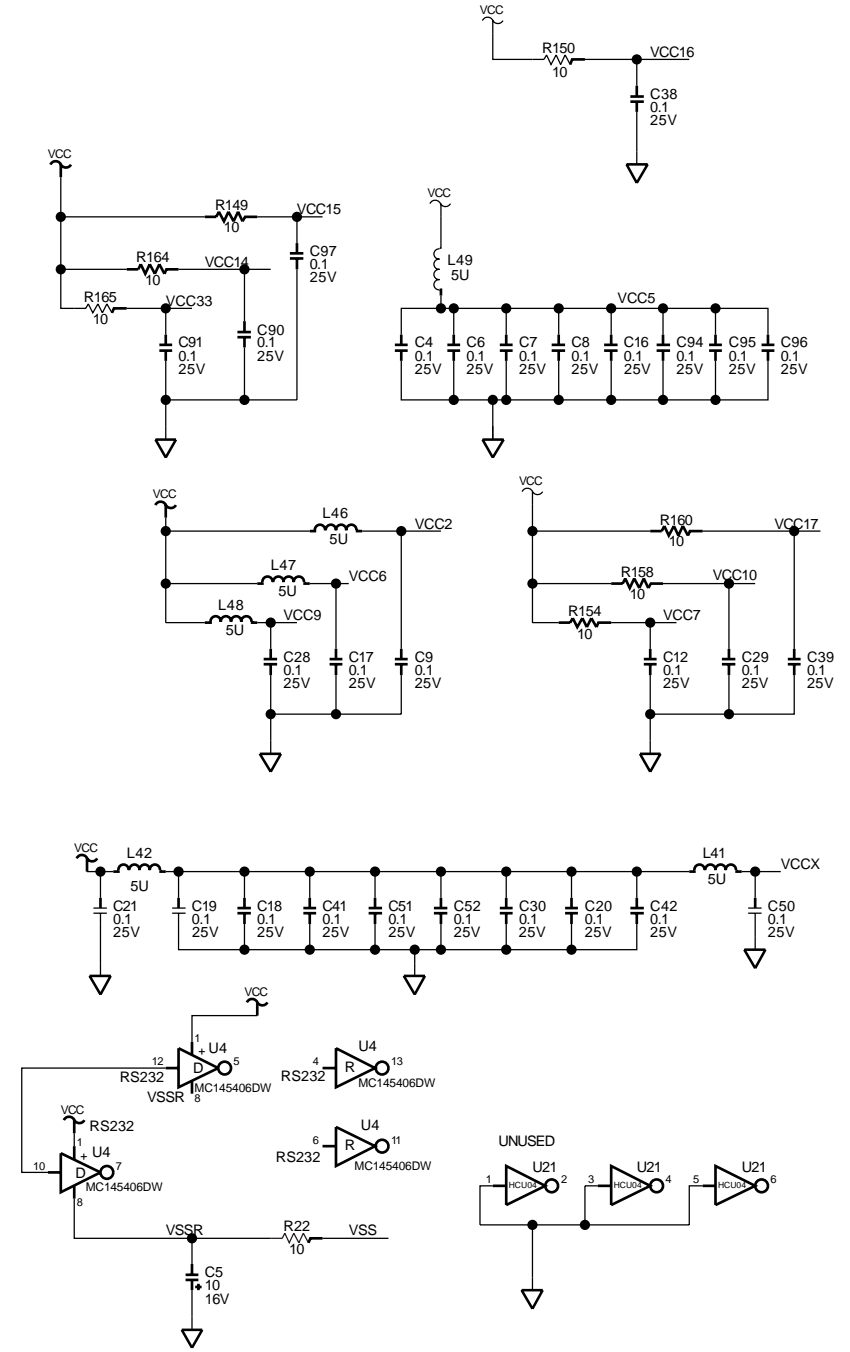 VCC
R150
10
VCC16
C38
0.1
25V
VCC
R149
10
VCC15
C97
0.1
25V
R164
10
VCC14
C90
0.1
25V
R165
10
VCC33
C91
0.1
25V
VCC
L49
5U
VCC5
C4
0.1
25V
C6
0.1
25V
C7
0.1
25V
C8
0.1
25V
C16
0.1
25V
C94
0.1
25V
C95
0.1
25V
C96
0.1
25V
VCC
L46
5U
VCC2
L47
5U
VCC6
L48
5U
VCC9
C28
0.1
25V
C17
0.1
25V
C9
0.1
25V
VCC
R160
10
VCC17
R158
10
VCC10
R154
10
VCC7
C12
0.1
25V
C29
0.1
25V
C39
0.1
25V
VCC
L42
5U
L41
5U
VCCX
C21
0.1
25V
C19
0.1
25V
C18
0.1
25V
C41
0.1
25V
C51
0.1
25V
C52
0.1
25V
C30
0.1
25V
C20
0.1
25V
C42
0.1
25V
C50
0.1
25V
VCC
1
+ U4
12
D
5
RS232
MC145406DW
VSSR
8
U4
4
R
13
RS232
MC145406DW
VCC
RS232
1
+ U4
10
D
7
MC145406DW
8
U4
6
R
11
RS232
MC145406DW
UNUSED
U21
1
HCU04
2
U21
3
HCU04
4
U21
5
HCU04
6
VSSR
R22
10
VSS
C5
+ 10
16V